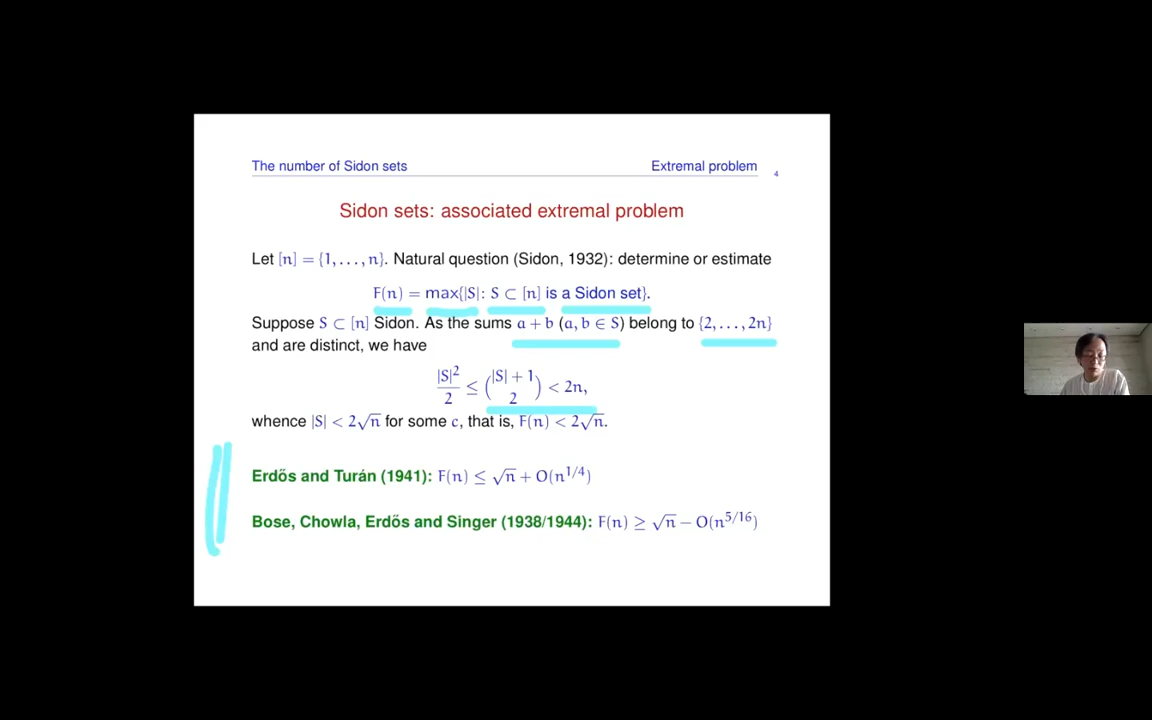 The number of Sidon sets Extremal problem 4
Sidon sets: associated extremal problem
Let [n] = {1, . . . , n}. Natural question (Sidon, 1932): determine or estimate
F(n) = max{|S|: S ⊂ [n] is a Sidon set}.
Suppose S ⊂ [n] Sidon. As the sums a + b (a, b ∈ S) belong to {2, . . . , 2n}
and are distinct, we have
|S|²/2 ≤ (|S| + 1 2) < 2n,
whence |S| < 2√n for some c, that is, F(n) < 2√n.
Erdős and Turán (1941): F(n) ≤ √n + O(n^{1/4})
Bose, Chowla, Erdős and Singer (1938/1944): F(n) ≥ √n − O(n^{5/16})